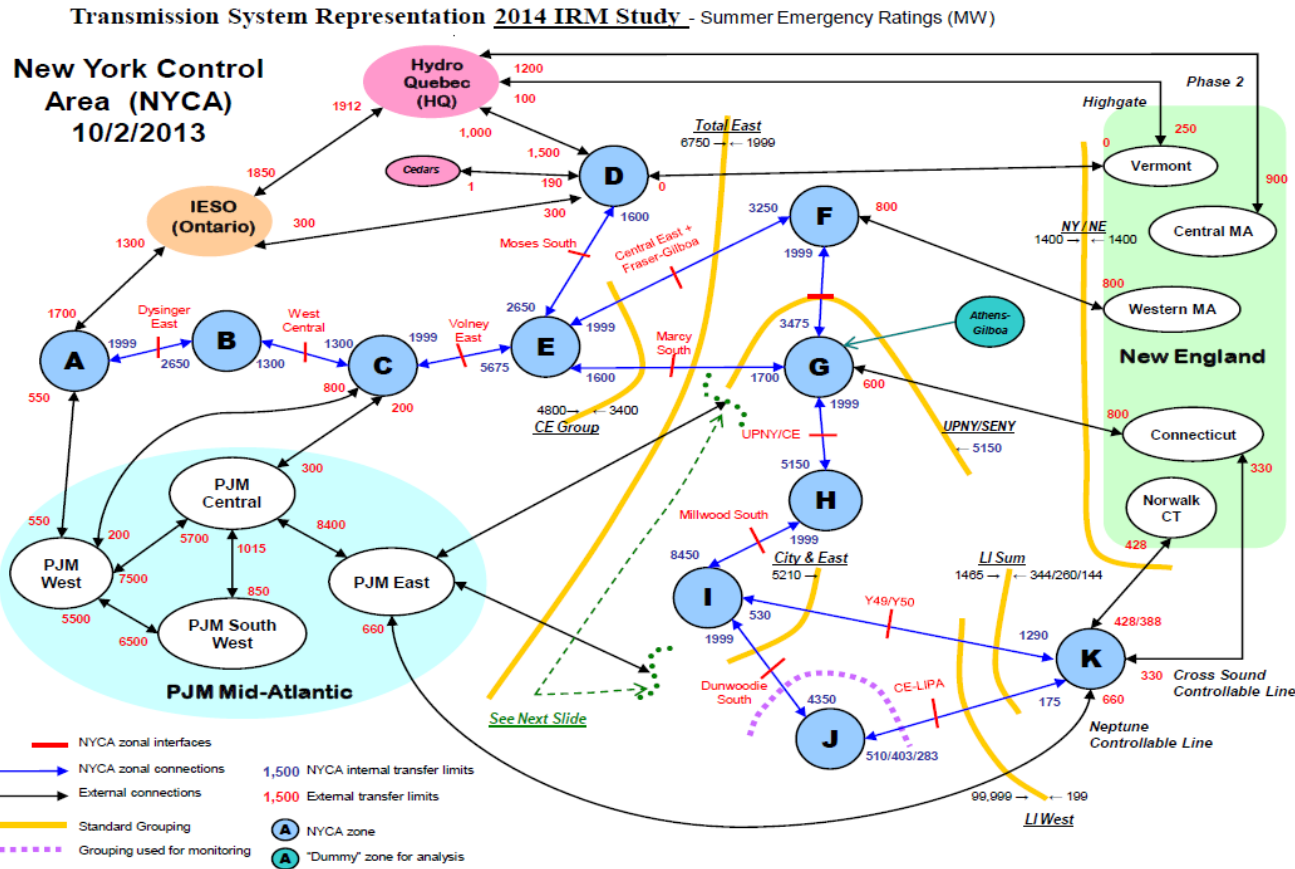 Transmission System Representation 2014 IRM Study - Summer Emergency Ratings (MW)
New York Control
Area (NYCA)
10/2/2013
Hydro
Quebec
(HQ)
1912
1200
100
1,000
1,500
Phase 2
Highgate
250
0
Vermont
900
Central MA
NY / NE
1400 → ← 1400
800
Western MA
New England
800
Connecticut
330
Norwalk
CT
428
Total East
6750 → ← 1999
Cedars
1
190
D
0
0
300
1600
1850
IESO
(Ontario)
300
1300
Moses South
Central East +
Fraser-Gilboa
3250
F
800
1999
1700
Dysinger
East
A
1999
2650
B
West
Central
1300
1300
C
1999
Volney
East
5675
2650
E
1999
1600
Marcy
South
3475
1700
G
600
1999
Athens-
Gilboa
550
800
200
4800→ ← 3400
CE Group
UPNY/SENY
← 5150
UPNY/CE
5150
H
1999
Millwood South
8450
I
530
1999
City & East
5210 →
LI Sum
1465 → ← 344/260/144
Y49/Y50
1290
K
428/388
330
660
175
Cross Sound
Controllable Line
Neptune
Controllable Line
Dunwoodie
South
4350
J
CE-LIPA
510/403/283
99,999 → ← 199
LI West
PJM
Central
300
8400
5700
1015
550
200
PJM
West
7500
5500
6500
850
PJM South
West
PJM East
660
PJM Mid-Atlantic
See Next Slide
NYCA zonal interfaces
NYCA zonal connections
External connections
Standard Grouping
Grouping used for monitoring
1,500 NYCA internal transfer limits
1,500 External transfer limits
A NYCA zone
A "Dummy" zone for analysis